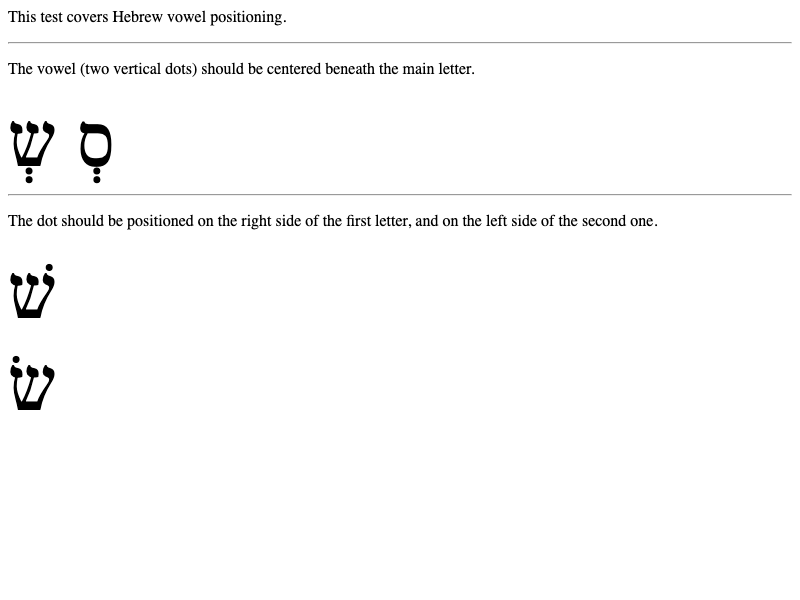 This test covers Hebrew vowel positioning.
The vowel (two vertical dots) should be centered beneath the main letter.
שְ סְ
The dot should be positioned on the right side of the first letter, and on the left side of the second one.
שׁ
שׂ